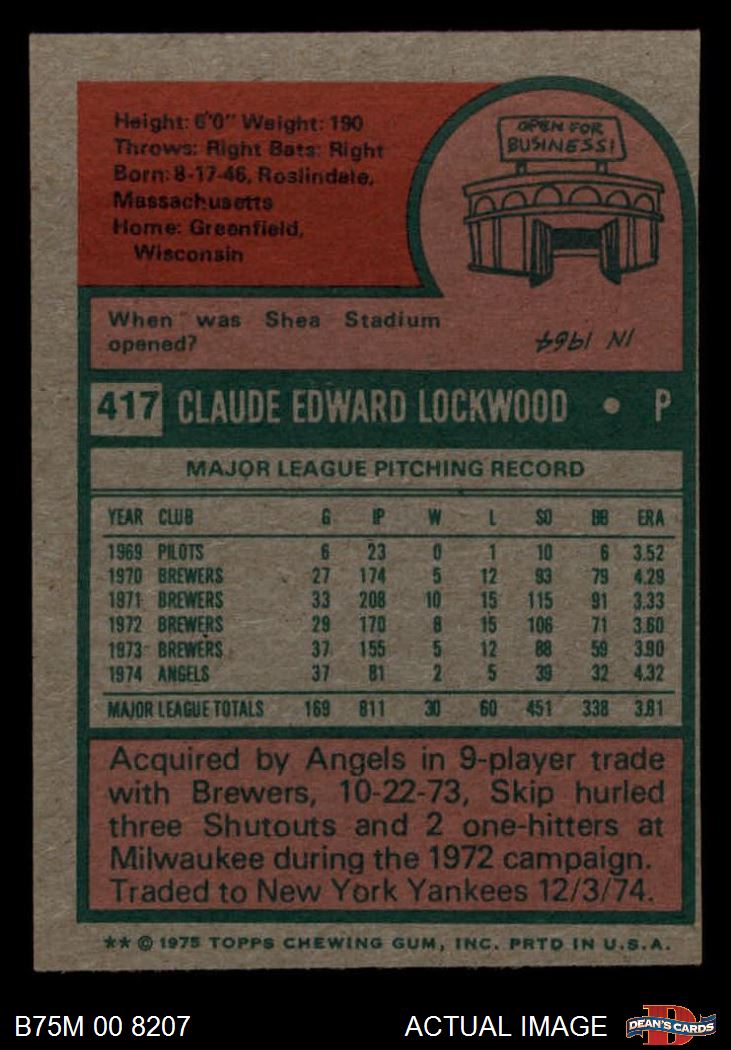 Height: 6'0" Weight: 190
Throws: Right Bats: Right
Born: 8-17-46, Roslindale,
Massachusetts
Home: Greenfield,
Wisconsin
OPEN FOR
BUSINESS!
When was Shea Stadium
opened?
IN 1964
417 CLAUDE EDWARD LOCKWOOD • P
MAJOR LEAGUE PITCHING RECORD
YEAR CLUB G IP W L SO BB ERA
1969 PILOTS 6 23 0 1 10 6 3.52
1970 BREWERS 27 174 5 12 93 79 4.29
1971 BREWERS 33 208 10 15 115 91 3.33
1972 BREWERS 29 170 8 15 106 71 3.60
1973 BREWERS 37 155 5 12 88 59 3.90
1974 ANGELS 37 81 2 5 39 32 4.32
MAJOR LEAGUE TOTALS 169 811 30 60 451 338 3.81
Acquired by Angels in 9-player trade
with Brewers, 10-22-73, Skip hurled
three Shutouts and 2 one-hitters at
Milwaukee during the 1972 campaign.
Traded to New York Yankees 12/3/74.
** © 1975 TOPPS CHEWING GUM, INC. PRTD IN U.S.A.
B75M 00 8207 ACTUAL IMAGE DEAN'S CARDS